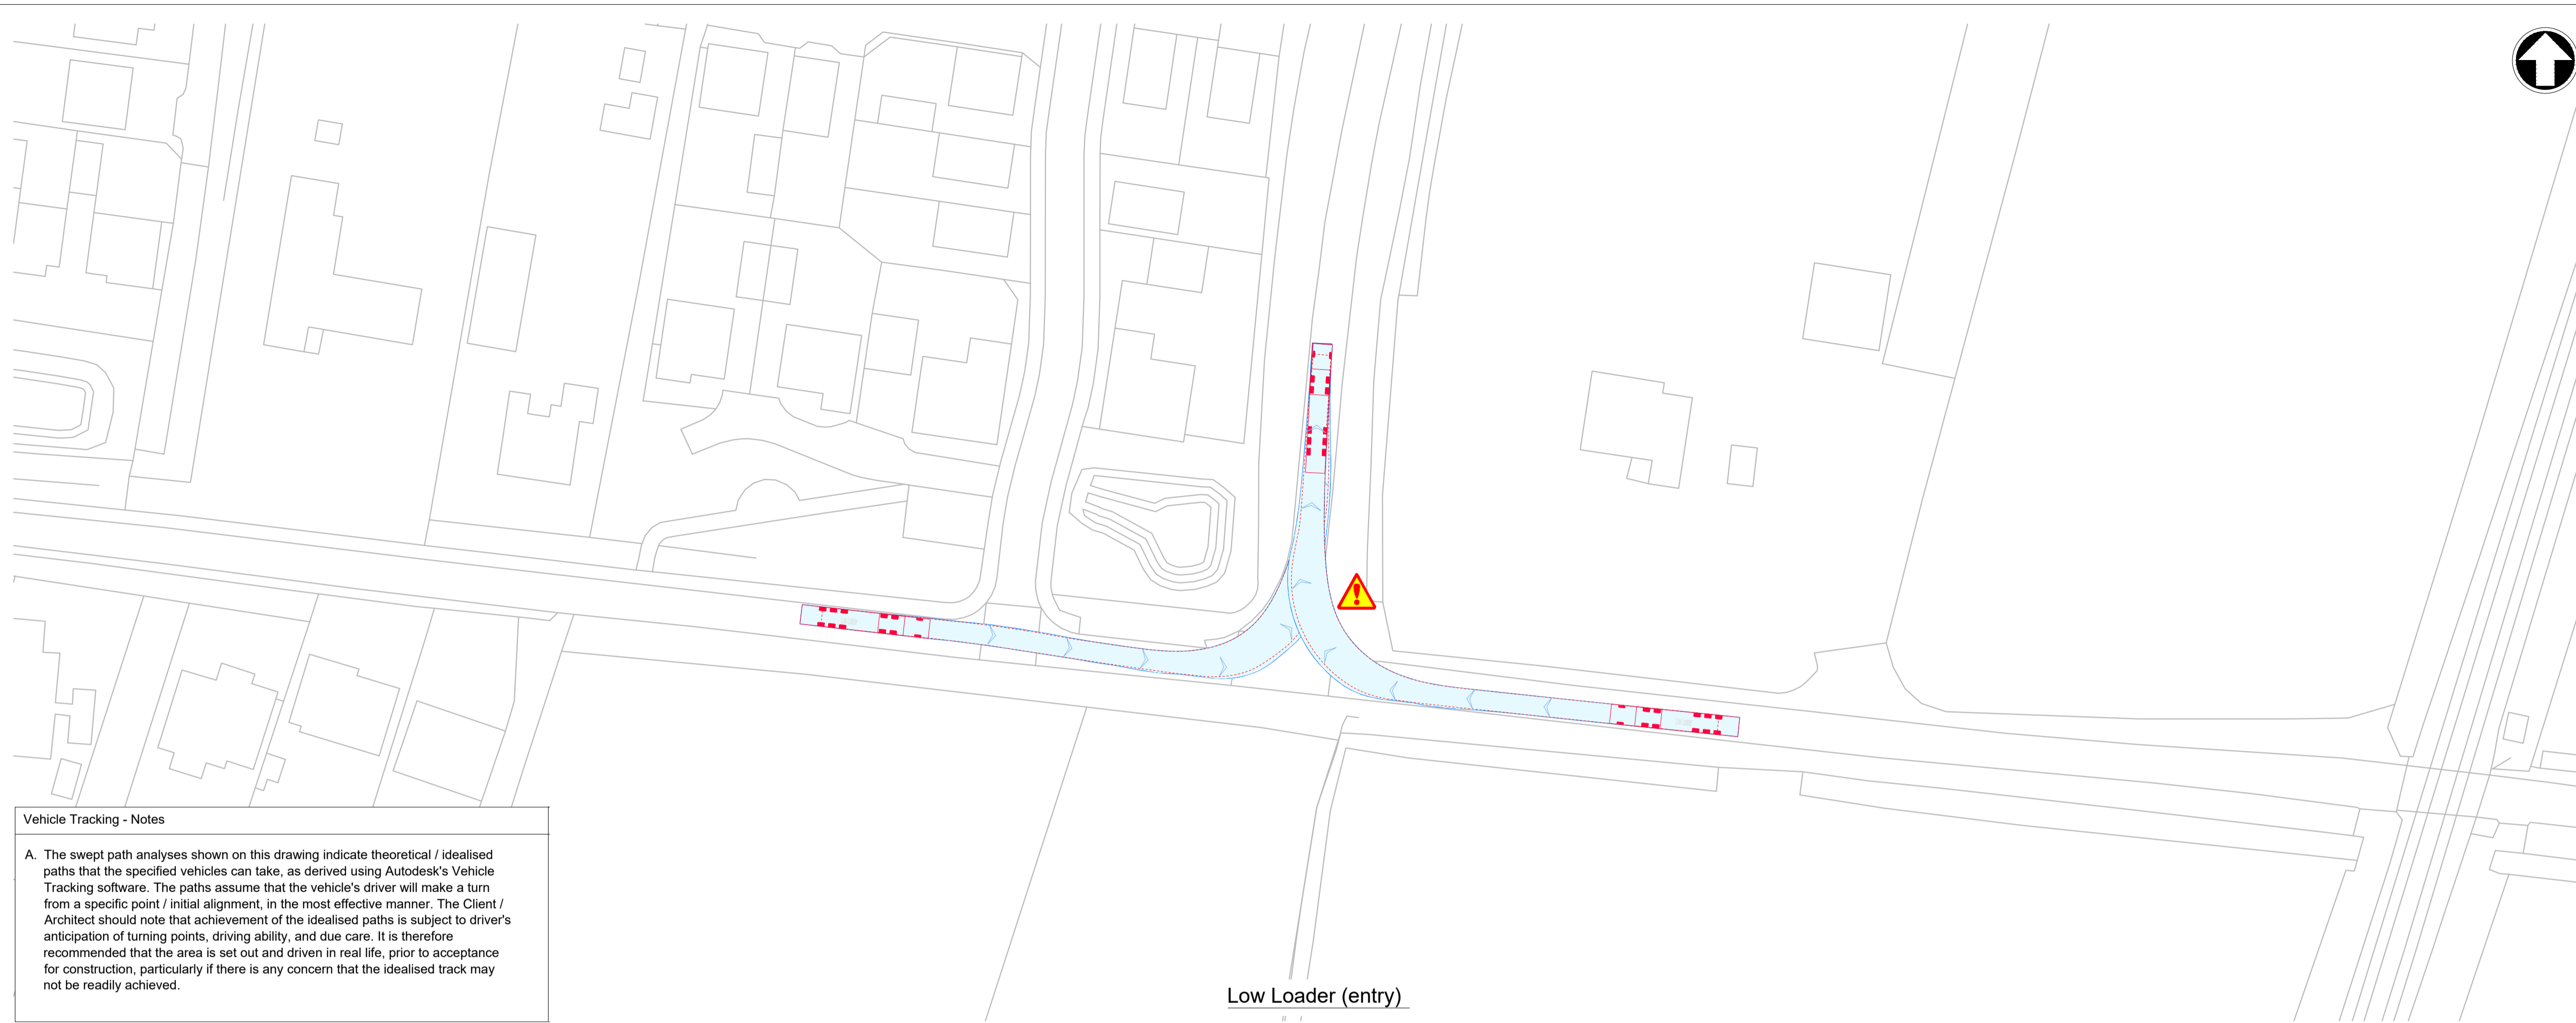 Vehicle Tracking - Notes
A. The swept path analyses shown on this drawing indicate theoretical / idealised
paths that the specified vehicles can take, as derived using Autodesk's Vehicle
Tracking software. The paths assume that the vehicle's driver will make a turn
from a specific point / initial alignment, in the most effective manner. The Client /
Architect should note that achievement of the idealised paths is subject to driver's
anticipation of turning points, driving ability, and due care. It is therefore
recommended that the area is set out and driven in real life, prior to acceptance
for construction, particularly if there is any concern that the idealised track may
not be readily achieved.
Low Loader (entry)